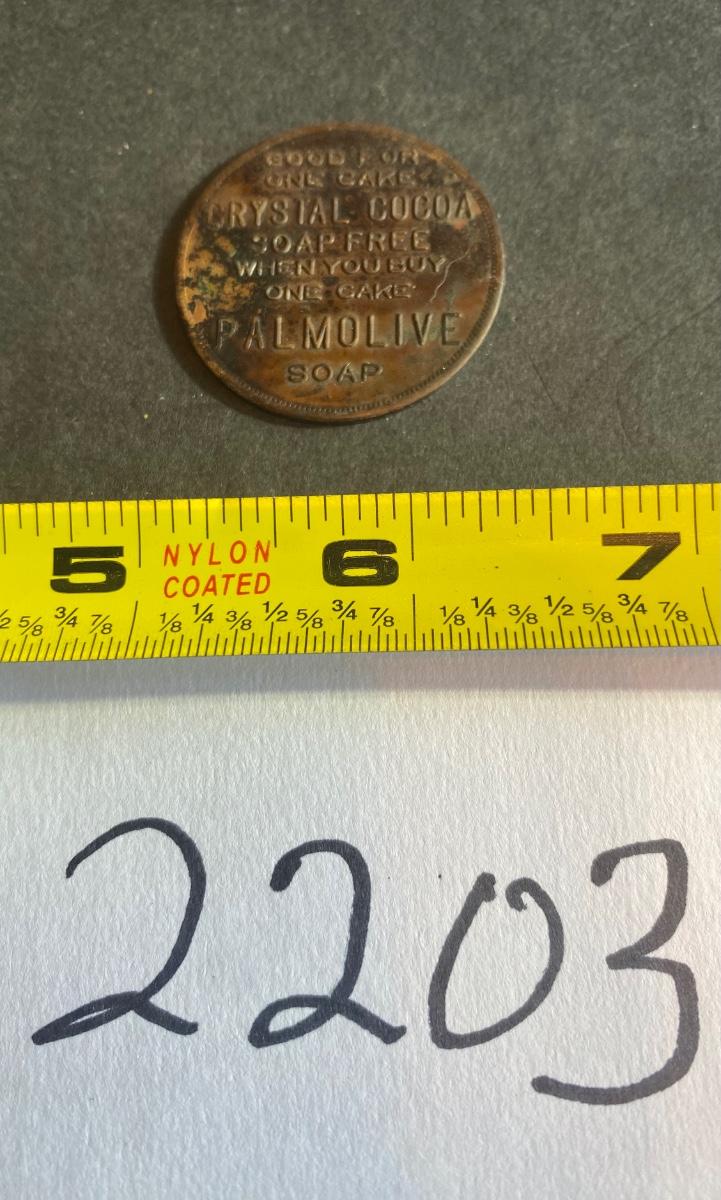 GOOD FOR
ONE CAKE
CRYSTAL COCOA
SOAP FREE
WHEN YOU BUY
ONE CAKE
PALMOLIVE
SOAP
5 NYLON COATED 6 7
1/2 5/8 3/4 7/8 1/8 1/4 3/8 1/2 5/8 3/4 7/8 1/8 1/4 3/8 1/2 5/8 3/4 7/8
2203